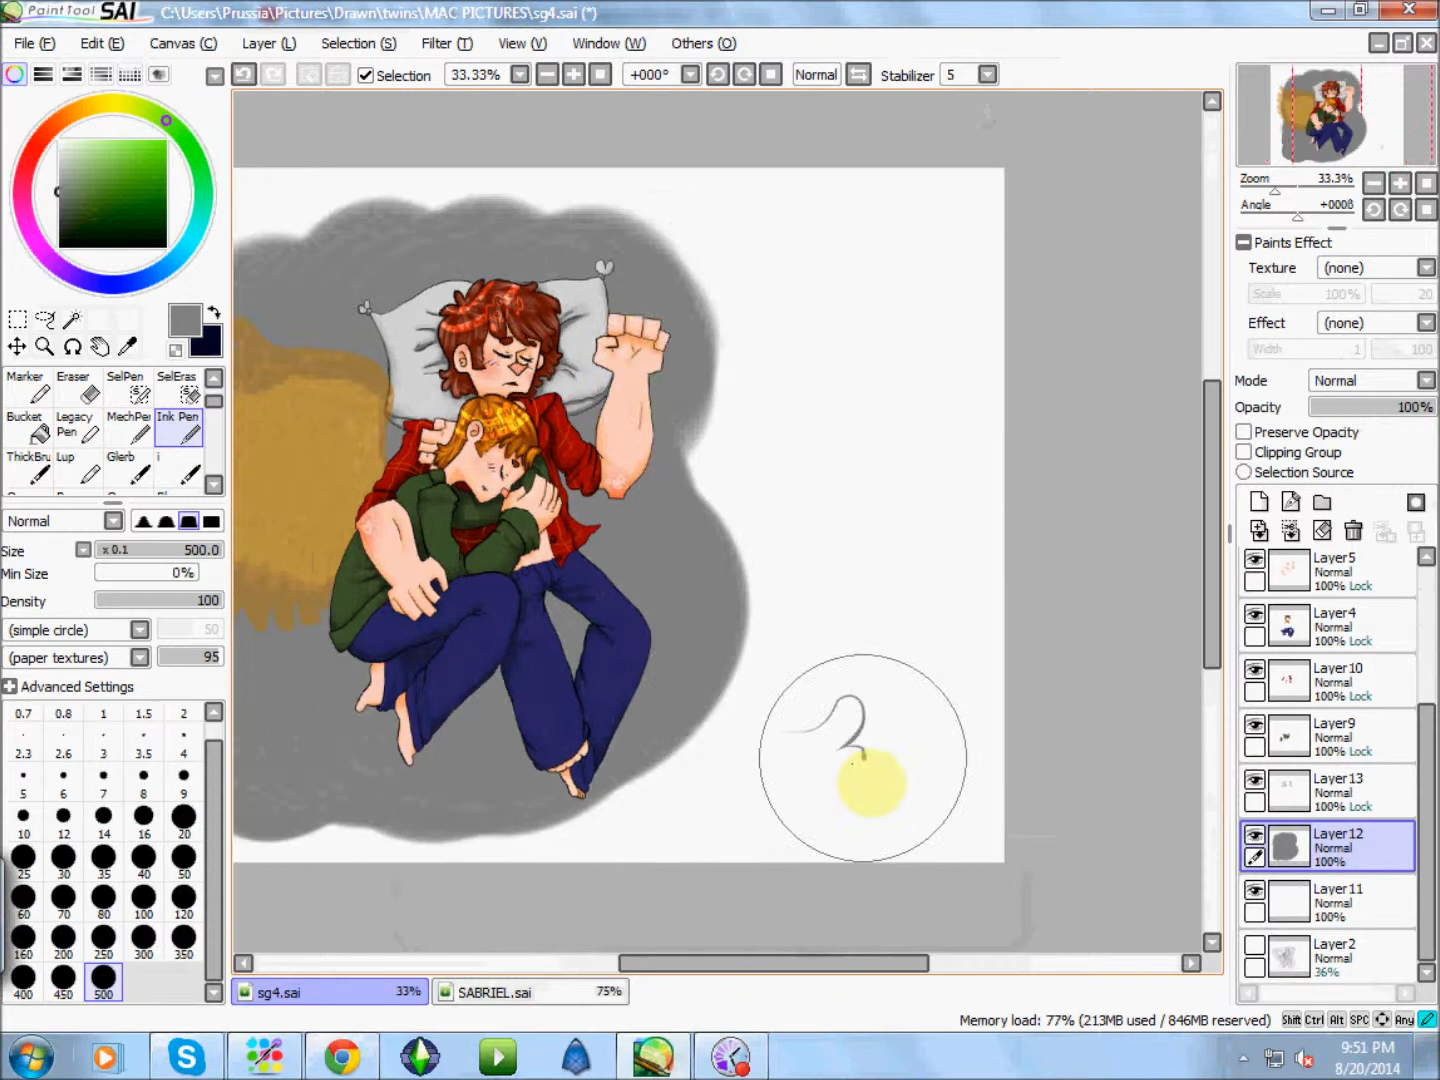 PaintTool SAI C:\Users\Prussia\Pictures\Drawn\twins\MAC PICTURES\sg4.sai (*)
File (F) Edit (E) Canvas (C) Layer (L) Selection (S) Filter (T) View (V) Window (W) Others (O)
Selection 33.33% +000° Normal Stabilizer 5
Zoom 33.3%
Angle +0008
Paints Effect
Texture (none)
Scale 100% 20
Effect (none)
Width 1 100
Mode Normal
Opacity 100%
Preserve Opacity
Clipping Group
Selection Source
Marker Eraser SelPen SelEras
Bucket Legacy Pen MechPen Ink Pen
ThickBru Lup Glerb i
Normal
Size x 0.1 500.0
Min Size 0%
Density 100
(simple circle) 50
(paper textures) 95
Advanced Settings
0.7 0.8 1 1.5 2
2.3 2.6 3 3.5 4
5 6 7 8 9
10 12 14 16 20
25 30 35 40 50
60 70 80 100 120
160 200 250 300 350
400 450 500
Layer5
Normal
100% Lock
Layer4
Normal
100% Lock
Layer10
Normal
100% Lock
Layer9
Normal
100% Lock
Layer13
Normal
100% Lock
Layer12
Normal
100%
Layer11
Normal
100%
Layer2
Normal
36%
sg4.sai 33% SABRIEL.sai 75%
Memory load: 77% (213MB used / 846MB reserved) Shift Ctrl Alt SPC Any
9:51 PM
8/20/2014